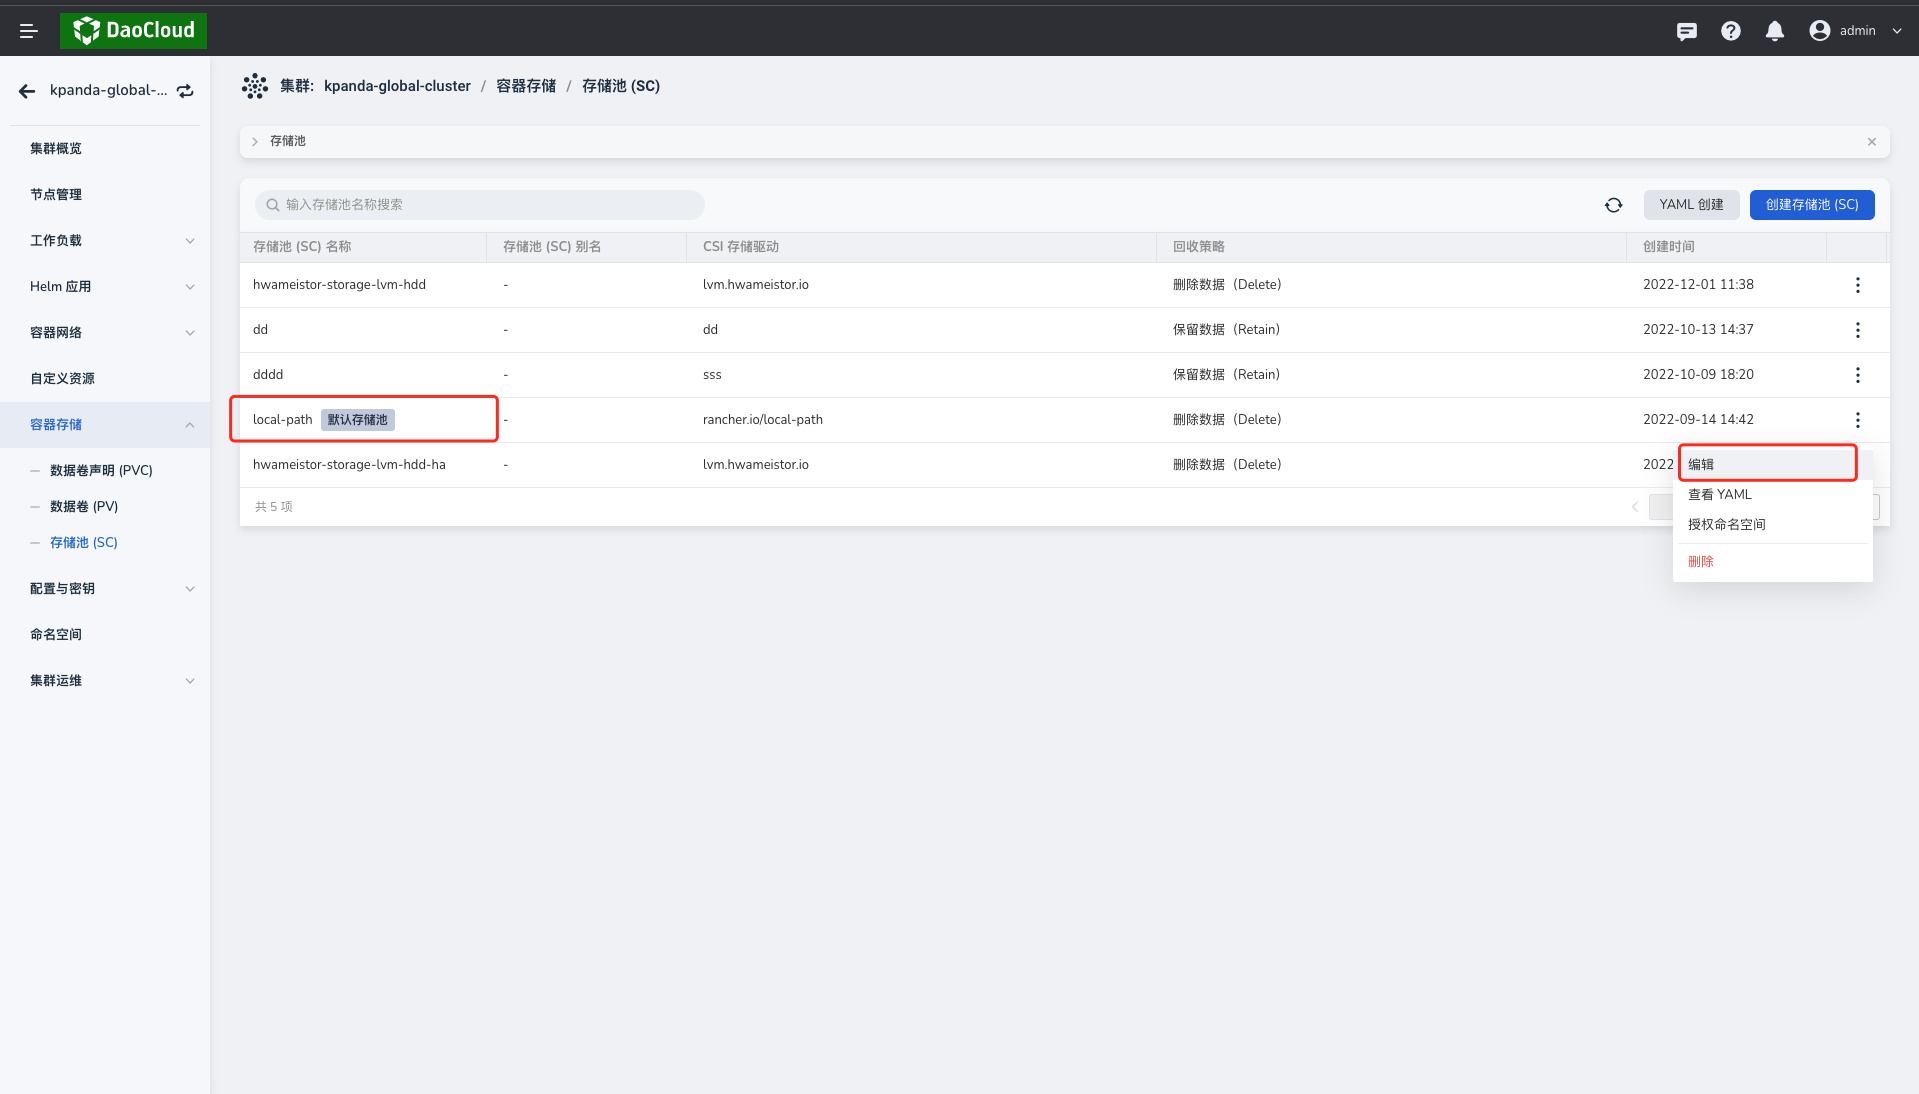 DaoCloud
admin
kpanda-global-...
集群: kpanda-global-cluster / 容器存储 / 存储池 (SC)
集群概览
节点管理
工作负载
Helm 应用
容器网络
自定义资源
容器存储
数据卷声明 (PVC)
数据卷 (PV)
存储池 (SC)
配置与密钥
命名空间
集群运维
存储池
输入存储池名称搜索
YAML 创建
创建存储池 (SC)
存储池 (SC) 名称 存储池 (SC) 别名 CSI 存储驱动 回收策略 创建时间
hwameistor-storage-lvm-hdd - lvm.hwameistor.io 删除数据（Delete） 2022-12-01 11:38
dd - dd 保留数据（Retain） 2022-10-13 14:37
dddd - sss 保留数据（Retain） 2022-10-09 18:20
local-path 默认存储池 - rancher.io/local-path 删除数据（Delete） 2022-09-14 14:42
hwameistor-storage-lvm-hdd-ha - lvm.hwameistor.io 删除数据（Delete） 2022
共 5 项
编辑
查看 YAML
授权命名空间
删除